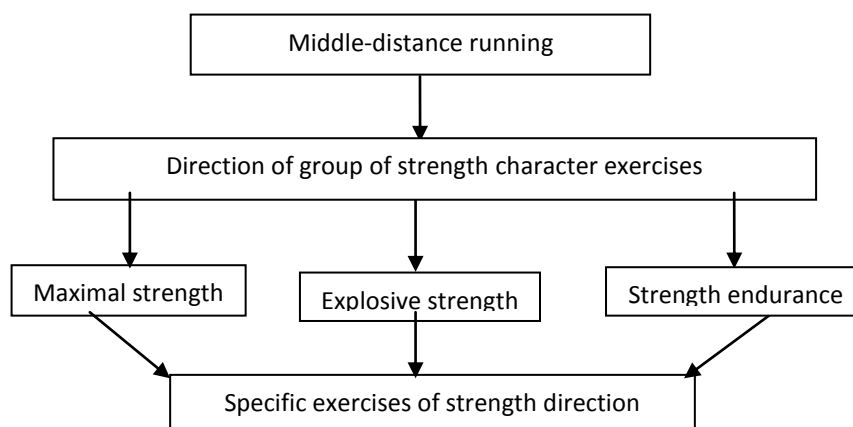 Middle-distance running
Direction of group of strength character exercises
Maximal strength
Explosive strength
Strength endurance
Specific exercises of strength direction